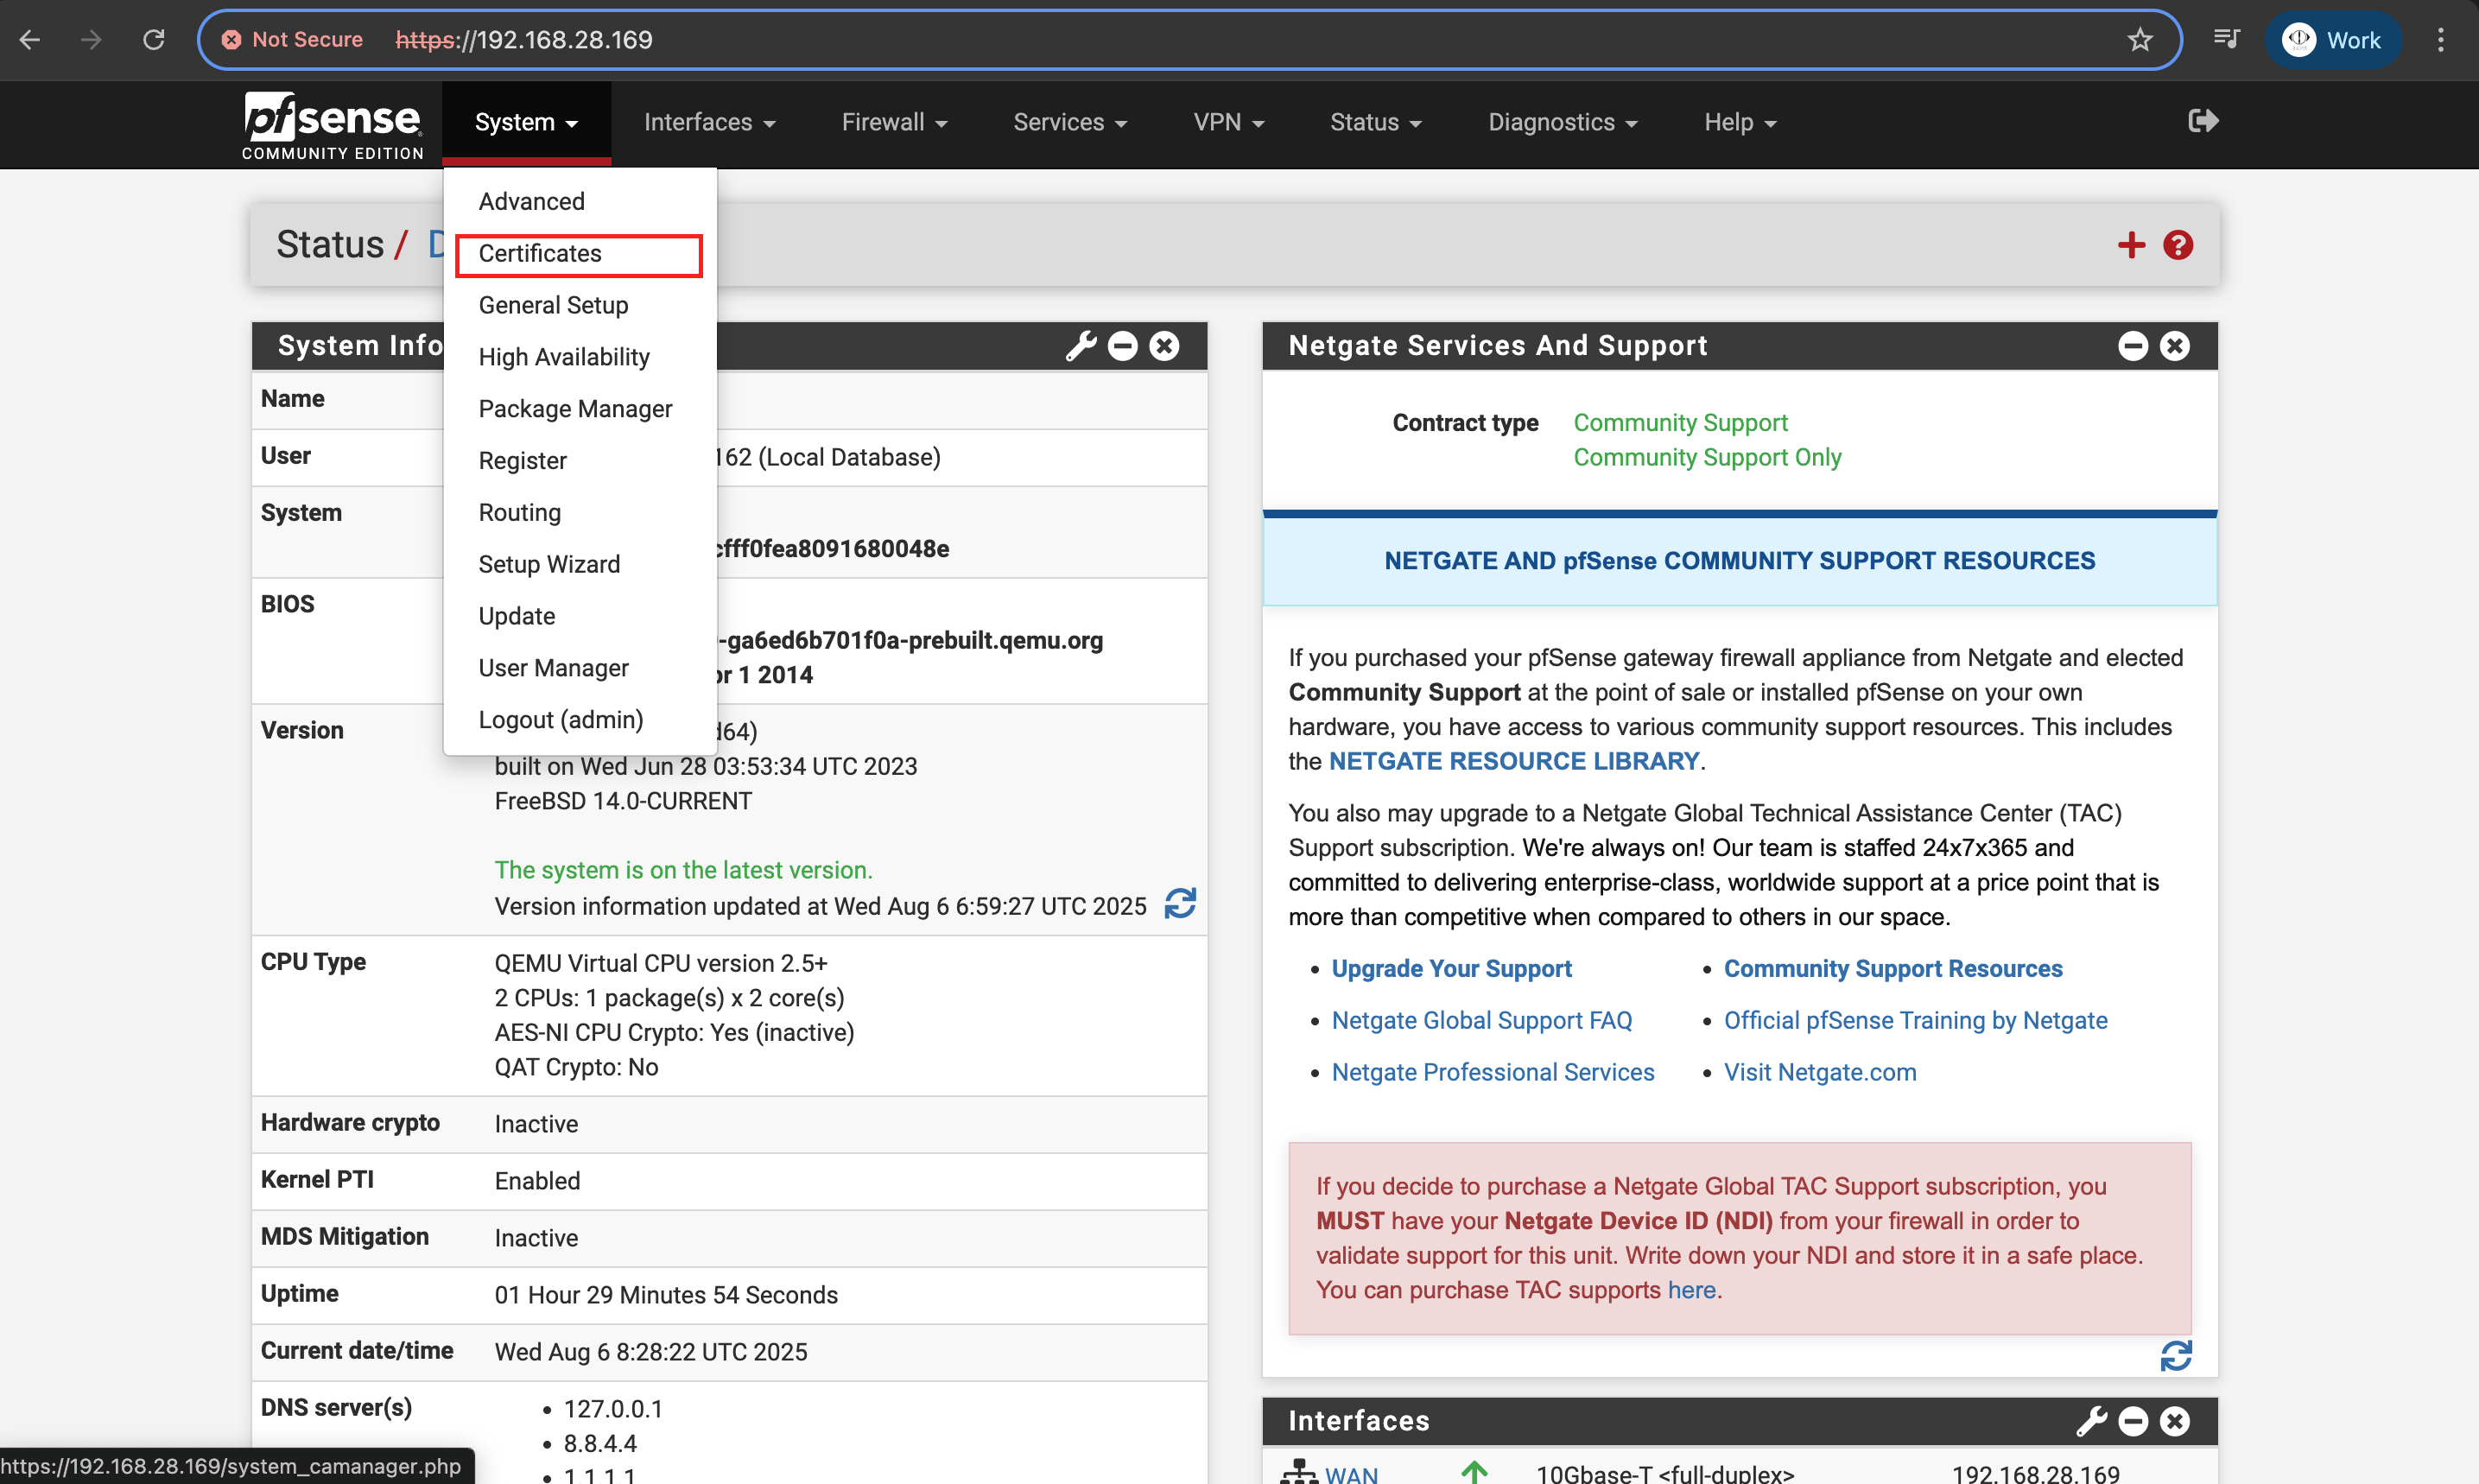 Not Secure https://192.168.28.169 Work
pfsense COMMUNITY EDITION
System Interfaces Firewall Services VPN Status Diagnostics Help
Advanced
Certificates
General Setup
High Availability
Package Manager
Register
Routing
Setup Wizard
Update
User Manager
Logout (admin)
Status /
System Info
Name
User 162 (Local Database)
System
cfff0fea8091680048e
BIOS
-ga6ed6b701f0a-prebuilt.qemu.org
1 2014
Version
built on Wed Jun 28 03:53:34 UTC 2023
FreeBSD 14.0-CURRENT
The system is on the latest version.
Version information updated at Wed Aug 6 6:59:27 UTC 2025
CPU Type QEMU Virtual CPU version 2.5+
2 CPUs: 1 package(s) x 2 core(s)
AES-NI CPU Crypto: Yes (inactive)
QAT Crypto: No
Hardware crypto Inactive
Kernel PTI Enabled
MDS Mitigation Inactive
Uptime 01 Hour 29 Minutes 54 Seconds
Current date/time Wed Aug 6 8:28:22 UTC 2025
DNS server(s) • 127.0.0.1
• 8.8.4.4
• 1.1.1.1
Netgate Services And Support
Contract type Community Support
Community Support Only
NETGATE AND pfSense COMMUNITY SUPPORT RESOURCES
If you purchased your pfSense gateway firewall appliance from Netgate and elected
Community Support at the point of sale or installed pfSense on your own
hardware, you have access to various community support resources. This includes
the NETGATE RESOURCE LIBRARY.
You also may upgrade to a Netgate Global Technical Assistance Center (TAC)
Support subscription. We're always on! Our team is staffed 24x7x365 and
committed to delivering enterprise-class, worldwide support at a price point that is
more than competitive when compared to others in our space.
• Upgrade Your Support • Community Support Resources
• Netgate Global Support FAQ • Official pfSense Training by Netgate
• Netgate Professional Services • Visit Netgate.com
If you decide to purchase a Netgate Global TAC Support subscription, you
MUST have your Netgate Device ID (NDI) from your firewall in order to
validate support for this unit. Write down your NDI and store it in a safe place.
You can purchase TAC supports here.
Interfaces
WAN 10Gbase-T <full-duplex> 192.168.28.169
https://192.168.28.169/system_camanager.php